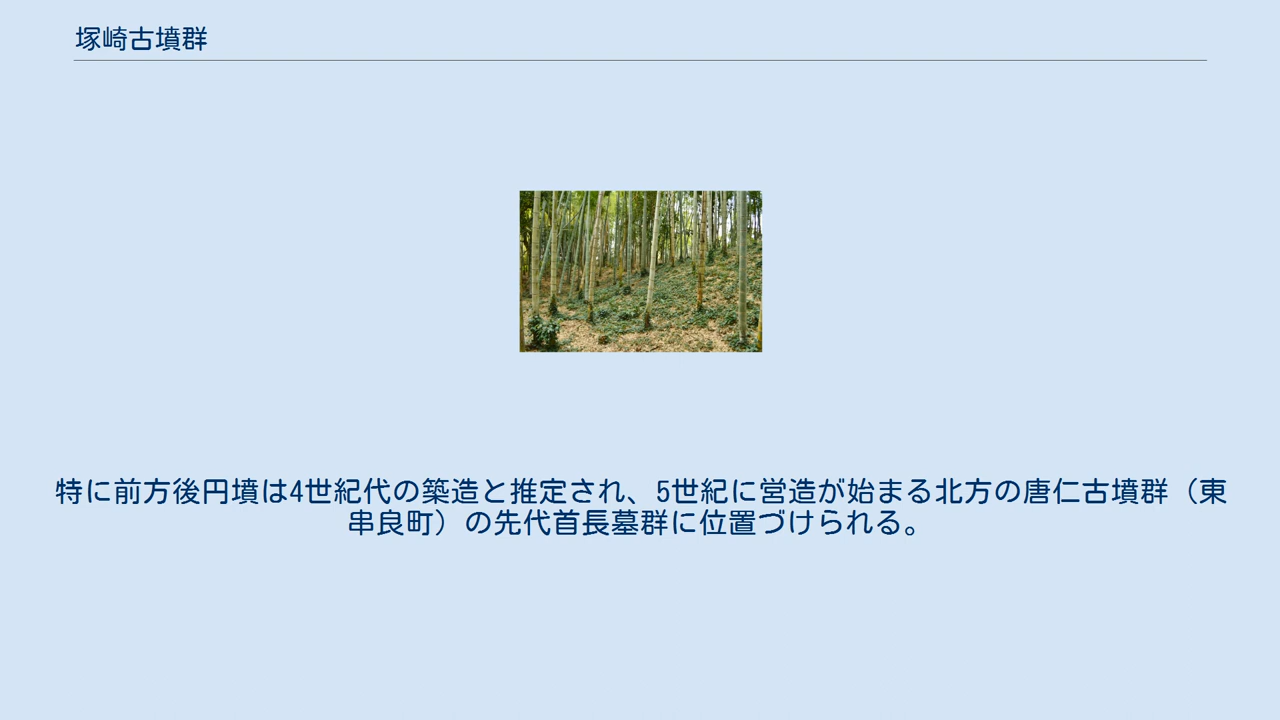 塚崎古墳群
特に前方後円墳は4世紀代の築造と推定され、5世紀に営造が始まる北方の唐仁古墳群（東
串良町）の先代首長墓群に位置づけられる。